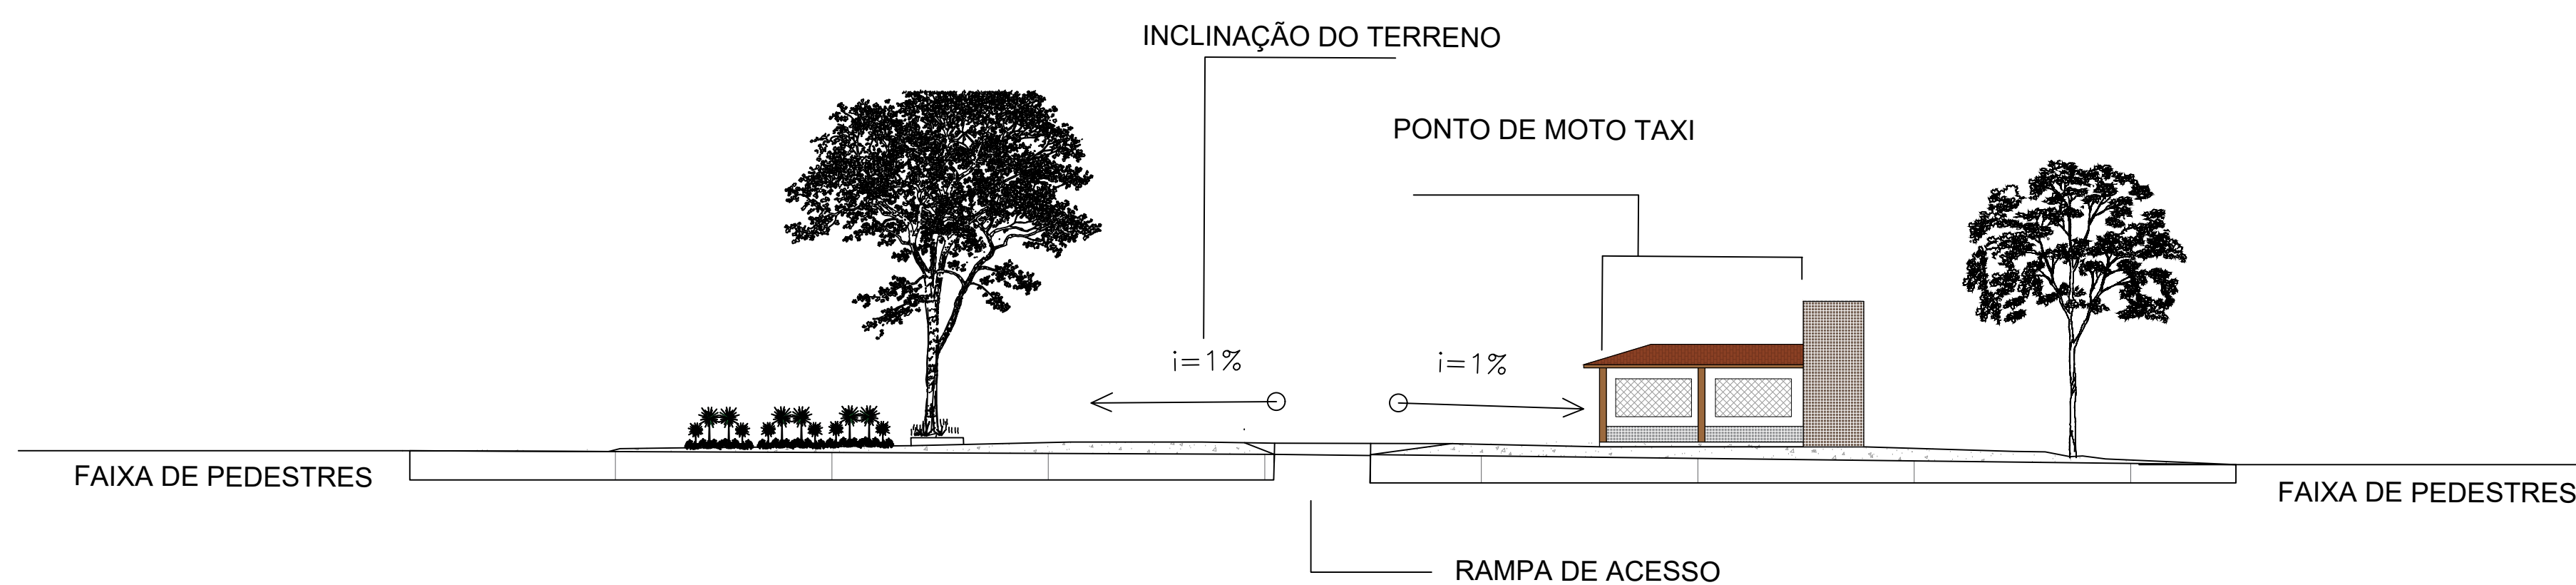 INCLINAÇÃO DO TERRENO
PONTO DE MOTO TAXI
i=1%
i=1%
FAIXA DE PEDESTRES
FAIXA DE PEDESTRES
RAMPA DE ACESSO